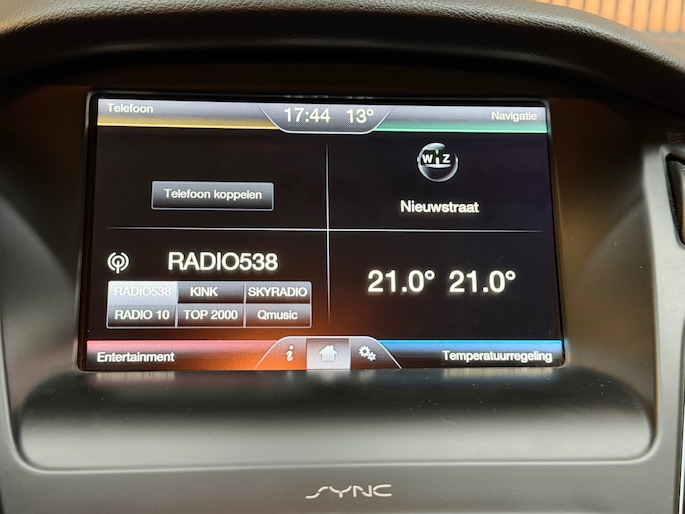 Telefoon
17:44 13°
Navigatie
Telefoon koppelen
W Z
Nieuwstraat
RADIO538
RADIO538 KINK SKYRADIO
RADIO 10 TOP 2000 Qmusic
21.0° 21.0°
Entertainment
i
Temperatuurregeling
SYNC